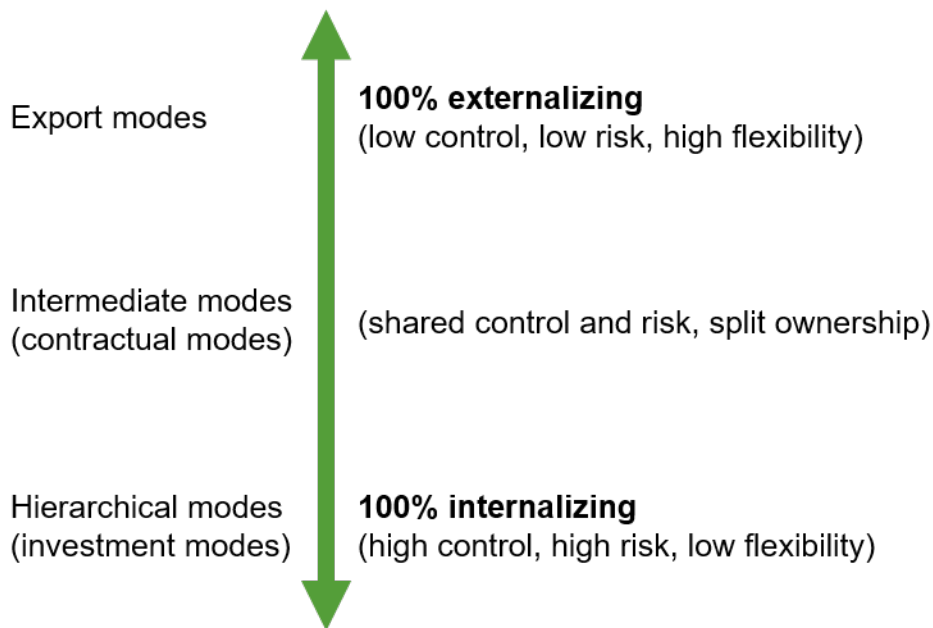 Export modes
100% externalizing
(low control, low risk, high flexibility)
Intermediate modes
(contractual modes)
(shared control and risk, split ownership)
Hierarchical modes
(investment modes)
100% internalizing
(high control, high risk, low flexibility)